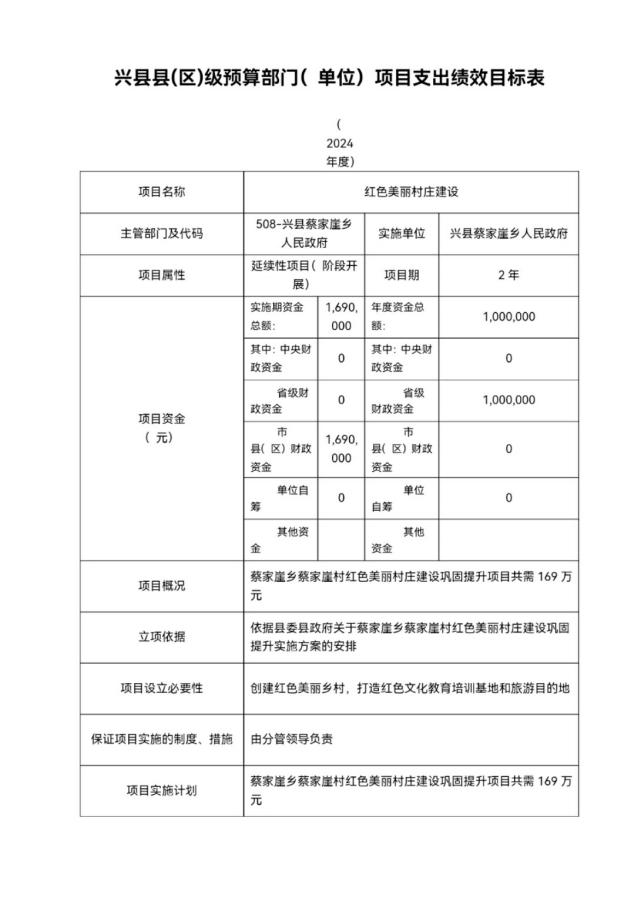 兴县县(区)级预算部门( 单位) 项目支出绩效目标表
(
2024
年度)
项目名称
红色美丽村庄建设
主管部门及代码
508-兴县蔡家崖乡
人民政府
实施单位
兴县蔡家崖乡人民政府
项目属性
延续性项目( 阶段开
展)
项目期
2 年
项目资金
( 元)
实施期资金
总额:
1,690,
000
年度资金总
额:
1,000,000
其中: 中央财
政资金
0
其中: 中央财
政资金
0
省级财
政资金
0
省级
财政资金
1,000,000
市
县( 区) 财政
资金
1,690,
000
市
县( 区) 财政
资金
0
单位自
筹
0
单位
自筹
0
其他资
金
其他
资金
项目概况
蔡家崖乡蔡家崖村红色美丽村庄建设巩固提升项目共需 169 万
元
立项依据
依据县委县政府关于蔡家崖乡蔡家崖村红色美丽村庄建设巩固
提升实施方案的安排
项目设立必要性
创建红色美丽乡村，打造红色文化教育培训基地和旅游目的地
保证项目实施的制度、措施
由分管领导负责
项目实施计划
蔡家崖乡蔡家崖村红色美丽村庄建设巩固提升项目共需 169 万
元